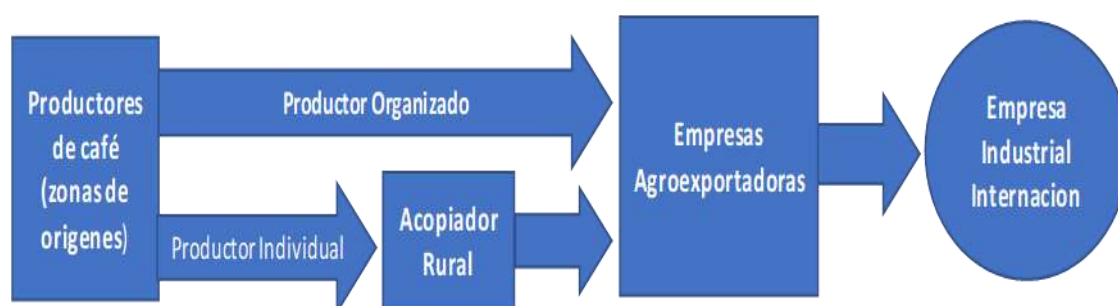 Productores
de café
(zonas de
origenes)
Productor Organizado
Productor Individual
Acopiador
Rural
Empresas
Agroexportadoras
Empresa
Industrial
Internacion